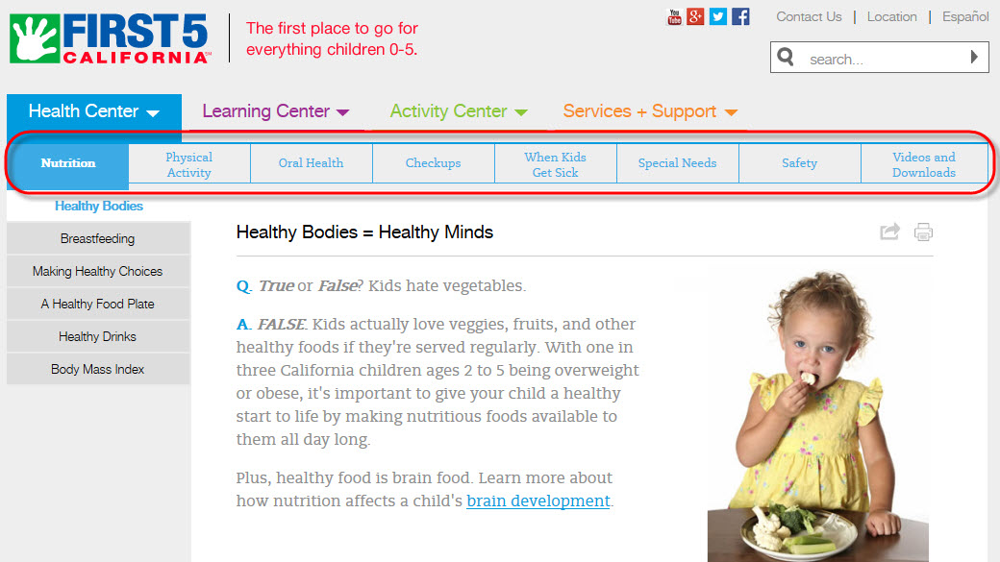 FIRST 5
CALIFORNIA
The first place to go for
everything children 0-5.
You
Tube
Contact Us | Location | Español
search...
Health Center
Learning Center
Activity Center
Services + Support
Nutrition
Physical
Activity
Oral Health
Checkups
When Kids
Get Sick
Special Needs
Safety
Videos and
Downloads
Healthy Bodies
Breastfeeding
Making Healthy Choices
A Healthy Food Plate
Healthy Drinks
Body Mass Index
Healthy Bodies = Healthy Minds
Q. True or False? Kids hate vegetables.
A. FALSE. Kids actually love veggies, fruits, and other
healthy foods if they're served regularly. With one in
three California children ages 2 to 5 being overweight
or obese, it's important to give your child a healthy
start to life by making nutritious foods available to
them all day long.
Plus, healthy food is brain food. Learn more about
how nutrition affects a child's brain development.